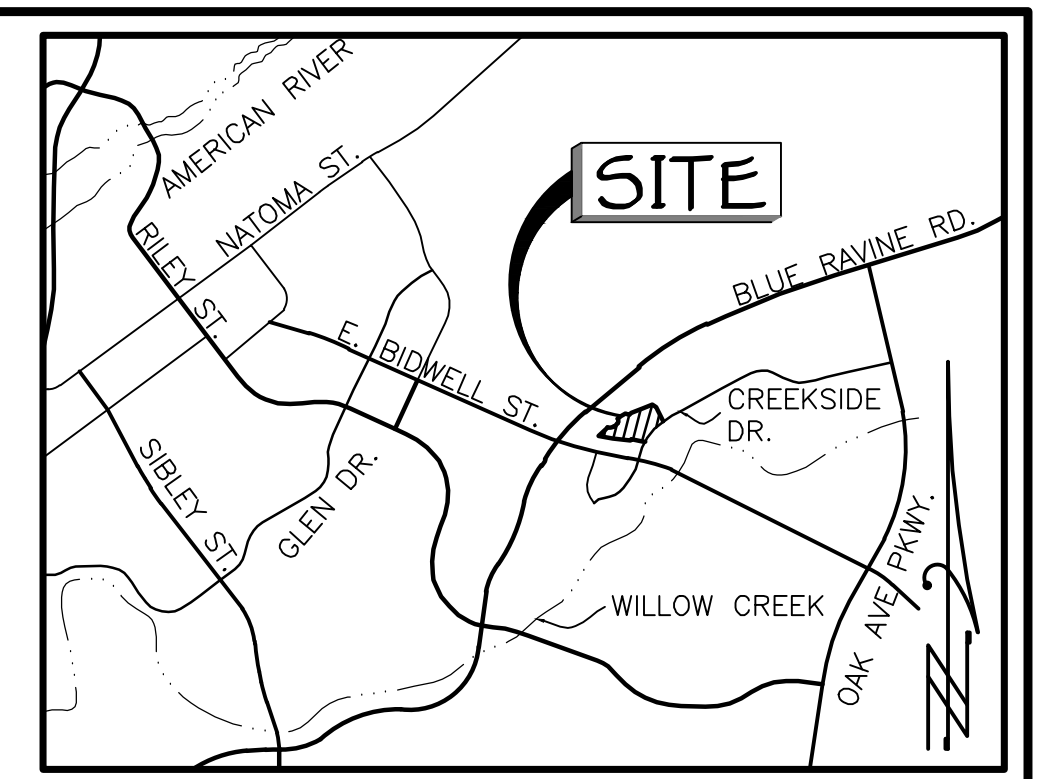 AMERICAN RIVER
NATOMA ST.
RILEY ST.
SITE
BLUE RAVINE RD.
E. BIDWELL ST.
CREEKSIDE
DR.
SIBLEY ST.
GLEN DR.
OAK AVE PKWY.
WILLOW CREEK
N